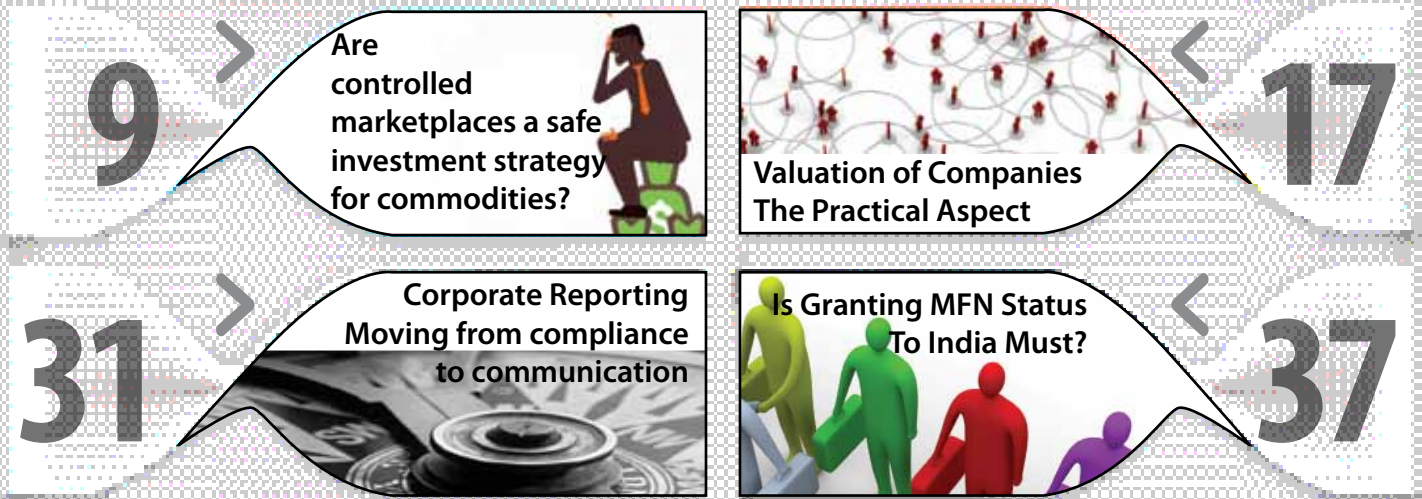 9
Are
controlled
marketplaces a safe
investment strategy
for commodities?
$
17
Valuation of Companies
The Practical Aspect
31
Corporate Reporting
Moving from compliance
to communication
SW
37
Is Granting MFN Status
To India Must?